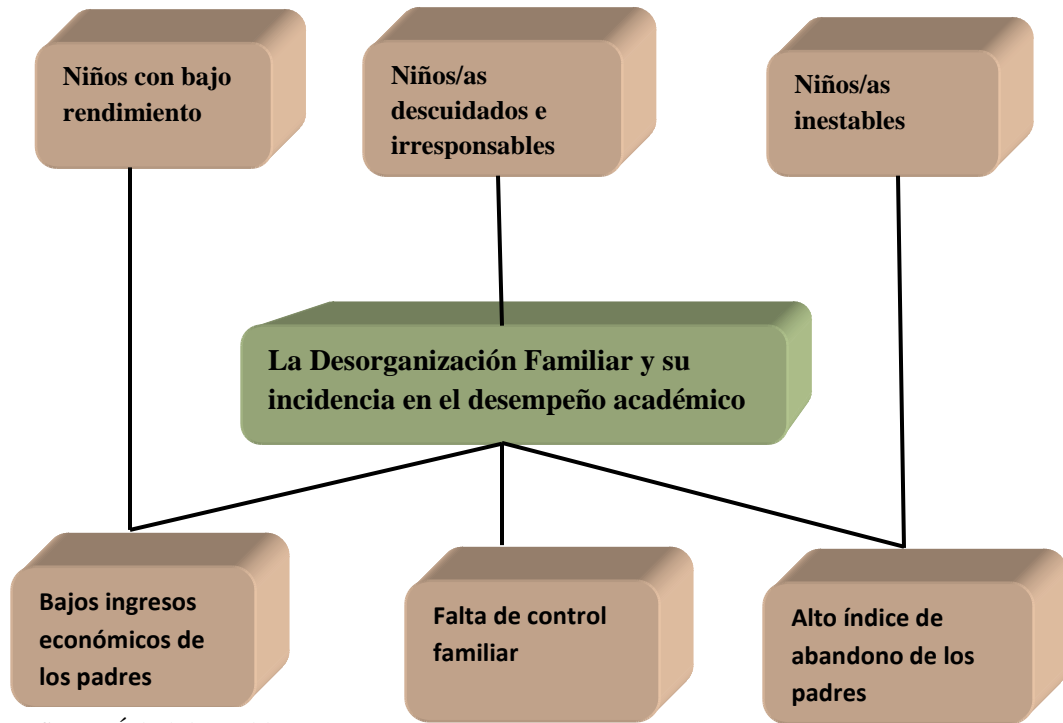 Niños con bajo
rendimiento
Niños/as
descuidados e
irresponsables
Niños/as
inestables
La Desorganización Familiar y su
incidencia en el desempeño académico
Bajos ingresos
económicos de
los padres
Falta de control
familiar
Alto índice de
abandono de los
padres